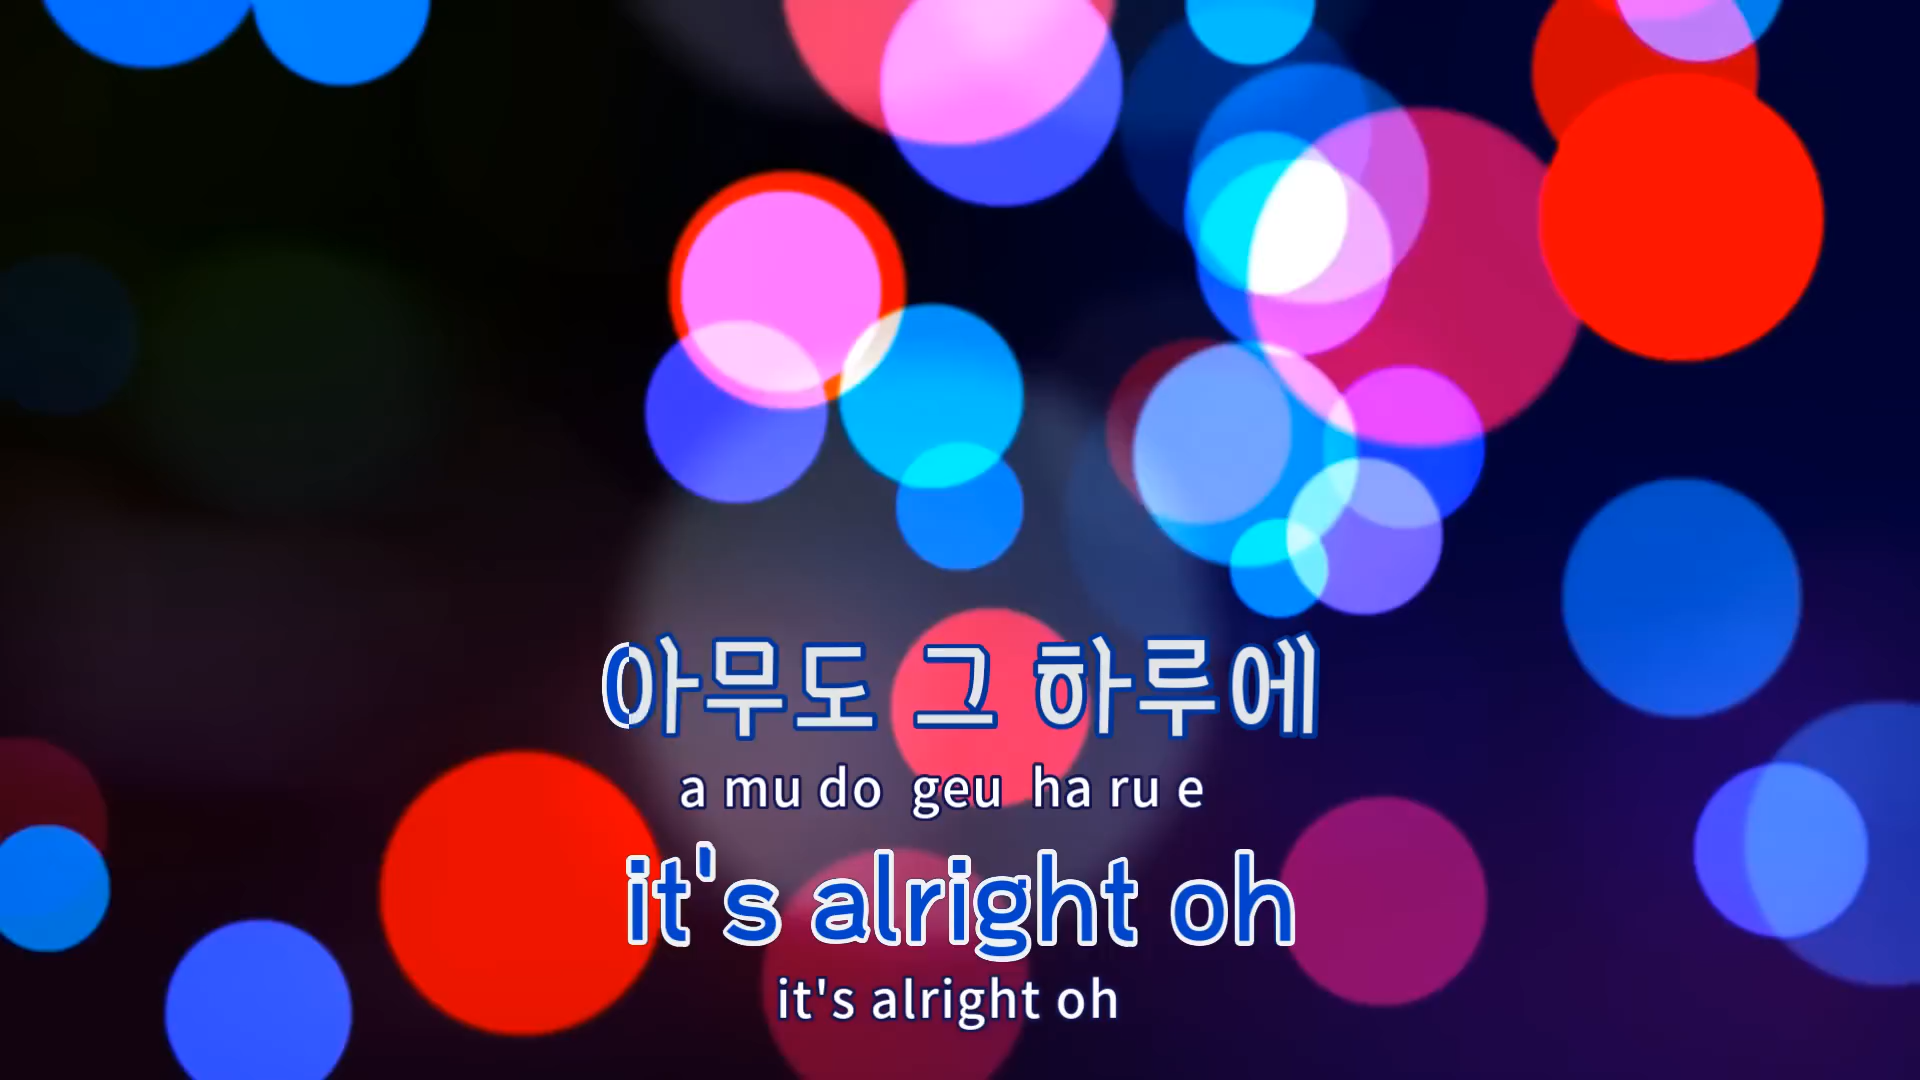 아무도 그 하루에
a mu do geu ha ru e
it's alright oh
it's alright oh